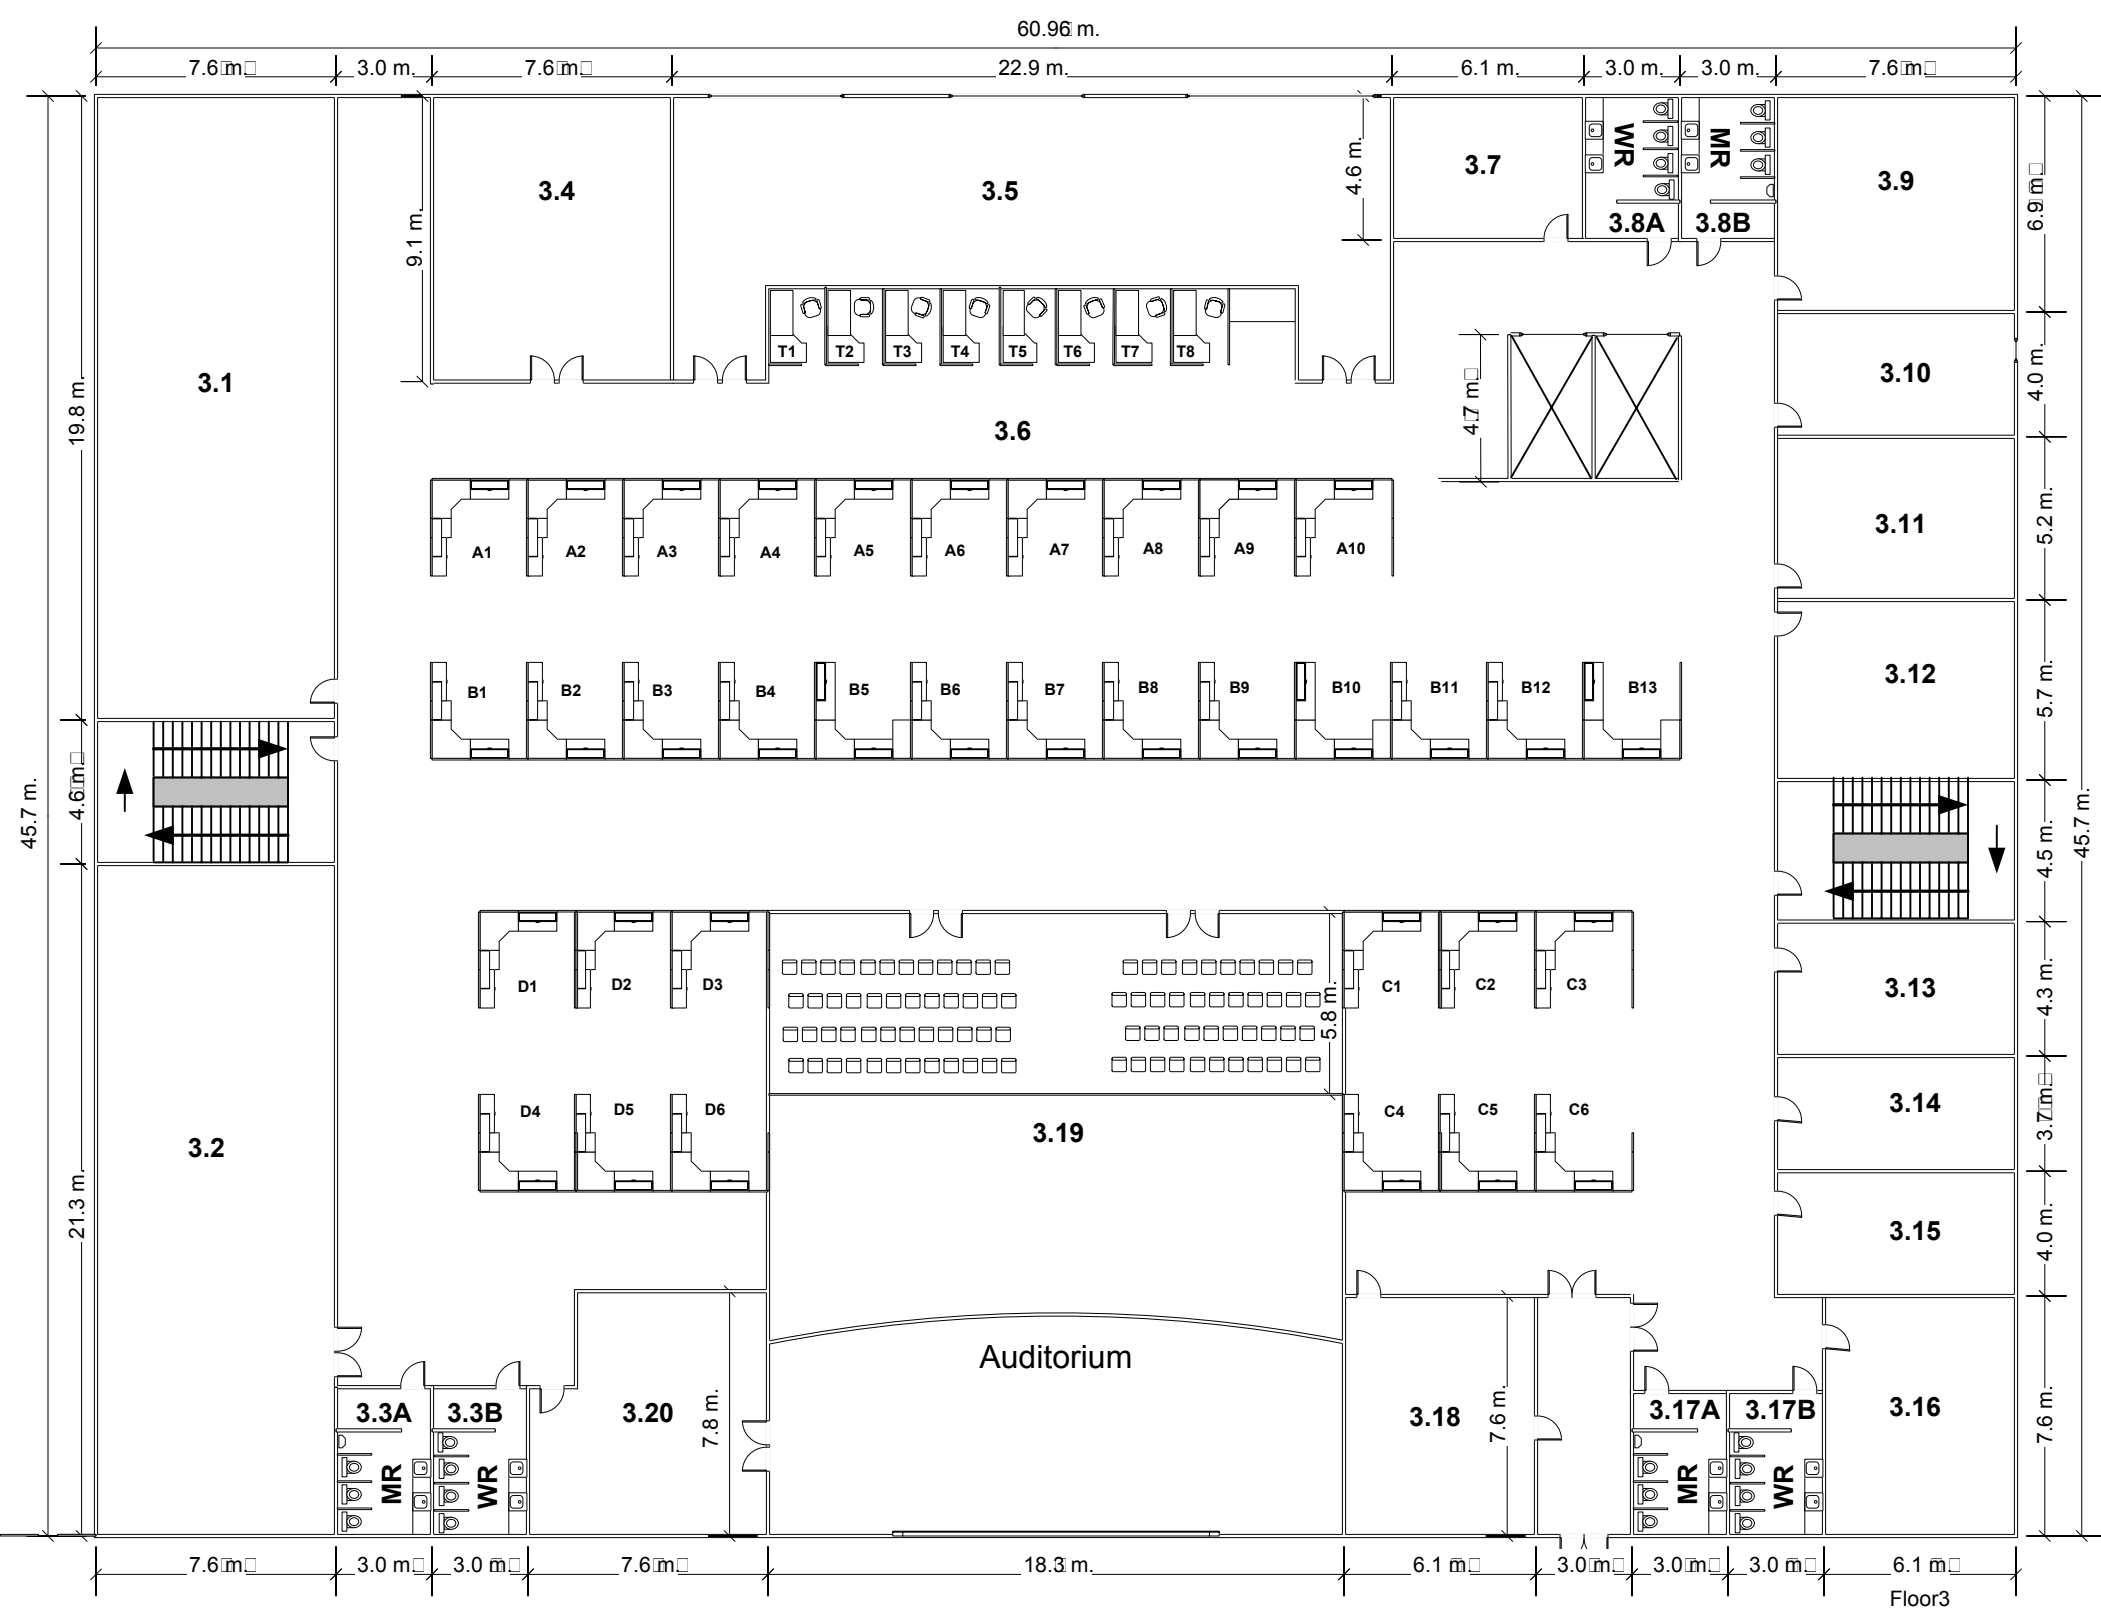 60.96 m.
7.6 m.
3.0 m.
7.6 m.
22.9 m.
6.1 m.
3.0 m.
3.0 m.
7.6 m.
WR
MR
3.7
4.6 m.
3.4
3.5
3.9
6.9 m.
9.1 m.
3.8A
3.8B
T1
T2
T3
T4
T5
T6
T7
T8
3.1
3.10
4.0 m.
19.8 m.
4.7 m.
3.6
3.11
5.2 m.
A1
A2
A3
A4
A5
A6
A7
A8
A9
A10
B1
B2
B3
B4
B5
B6
B7
B8
B9
B10
B11
B12
B13
3.12
5.7 m.
4.6 m.
45.7 m.
4.5 m.
45.7 m.
D1
D2
D3
C1
C2
C3
3.13
4.3 m.
5.8 m.
D4
D5
D6
C4
C5
C6
3.14
3.7 m.
3.2
3.19
21.3 m.
3.15
4.0 m.
Auditorium
3.3A
3.3B
3.20
7.8 m.
3.18
7.6 m.
3.17A
3.17B
3.16
7.6 m.
MR
WR
MR
WR
7.6 m.
3.0 m.
3.0 m.
7.6 m.
18.3 m.
6.1 m.
3.0 m.
3.0 m.
3.0 m.
6.1 m.
Floor3